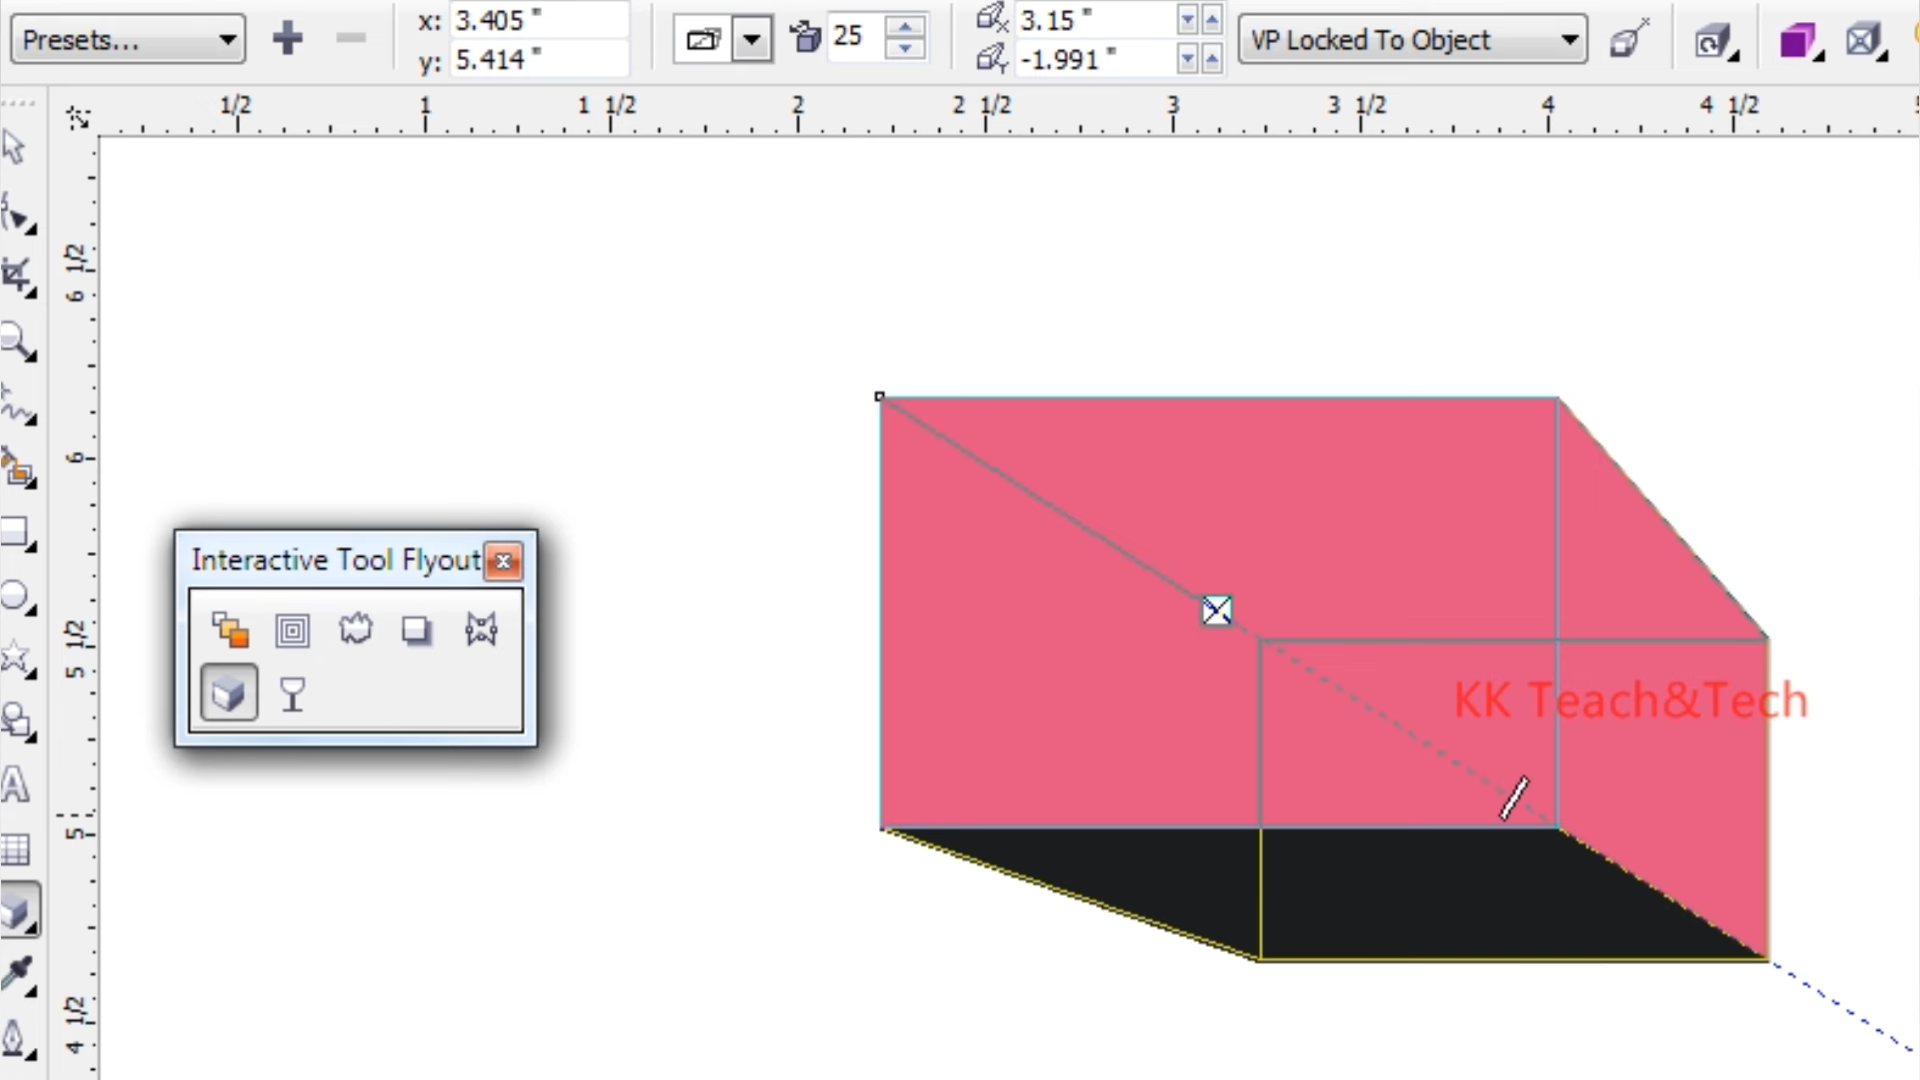 Presets...
x: 3.405 "
y: 5.414 "
25
3.15 "
-1.991 "
VP Locked To Object
1/2 1 1 1/2 2 2 1/2 3 3 1/2 4 4 1/2
6 1/2
6
5 1/2
5
4 1/2
Interactive Tool Flyout
KK Teach&Tech